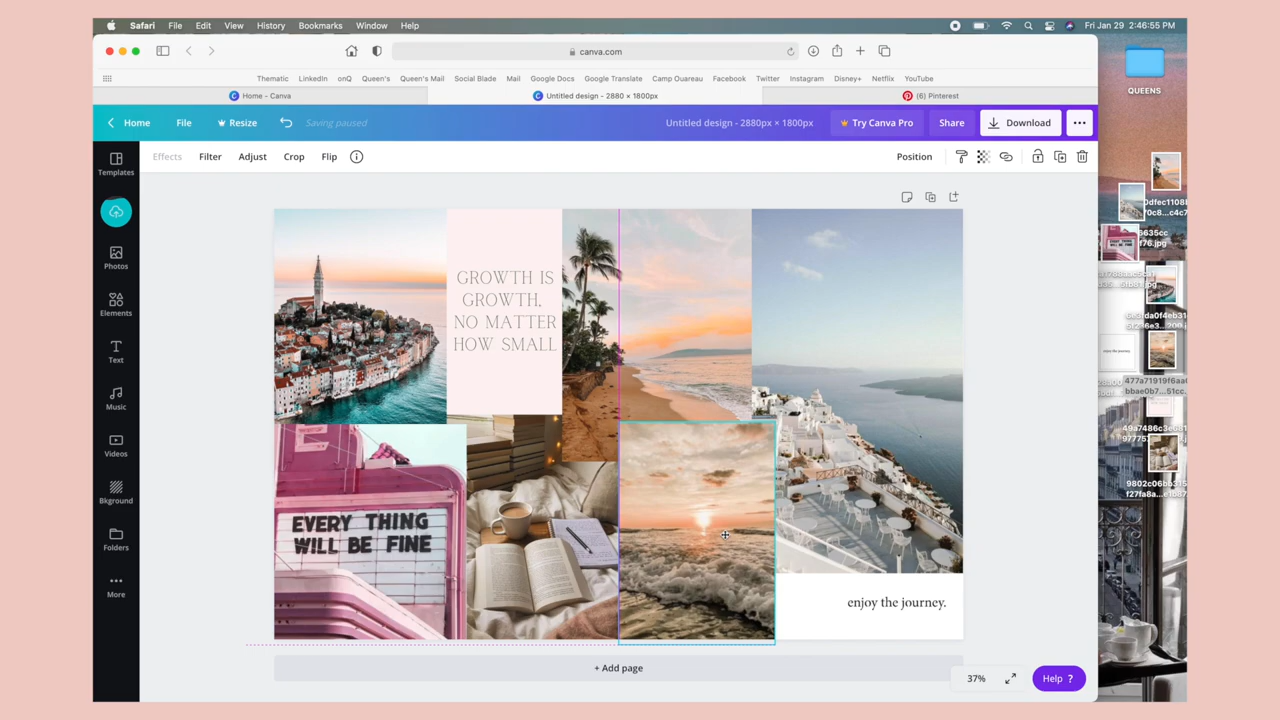 Safari File Edit View History Bookmarks Window Help Fri Jan 29 2:46:55 PM
canva.com
Thematic LinkedIn onQ Queen's Queen's Mail Social Blade Mail Google Docs Google Translate Camp Ouareau Facebook Twitter Instagram Disney+ Netflix YouTube
Home - Canva Untitled design - 2880 × 1800px (6) Pinterest
QUEENS
Home File Resize Saving paused Untitled design - 2880px × 1800px Try Canva Pro Share Download
Effects Filter Adjust Crop Flip Position
Templates
Photos
Elements
Text
Music
Videos
Bkground
Folders
More
GROWTH IS
GROWTH,
NO MATTER
HOW SMALL
EVERY THING
WILL BE FINE
enjoy the journey.
+ Add page
37% Help ?
enjoy the journey.